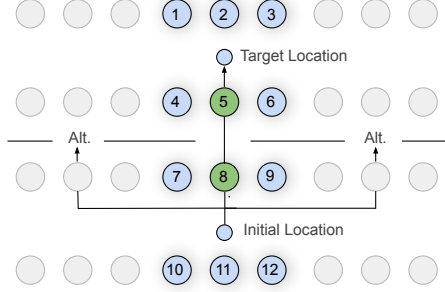 1 2 3
Target Location
4 5 6
Alt. Alt.
7 8 9
Initial Location
10 11 12